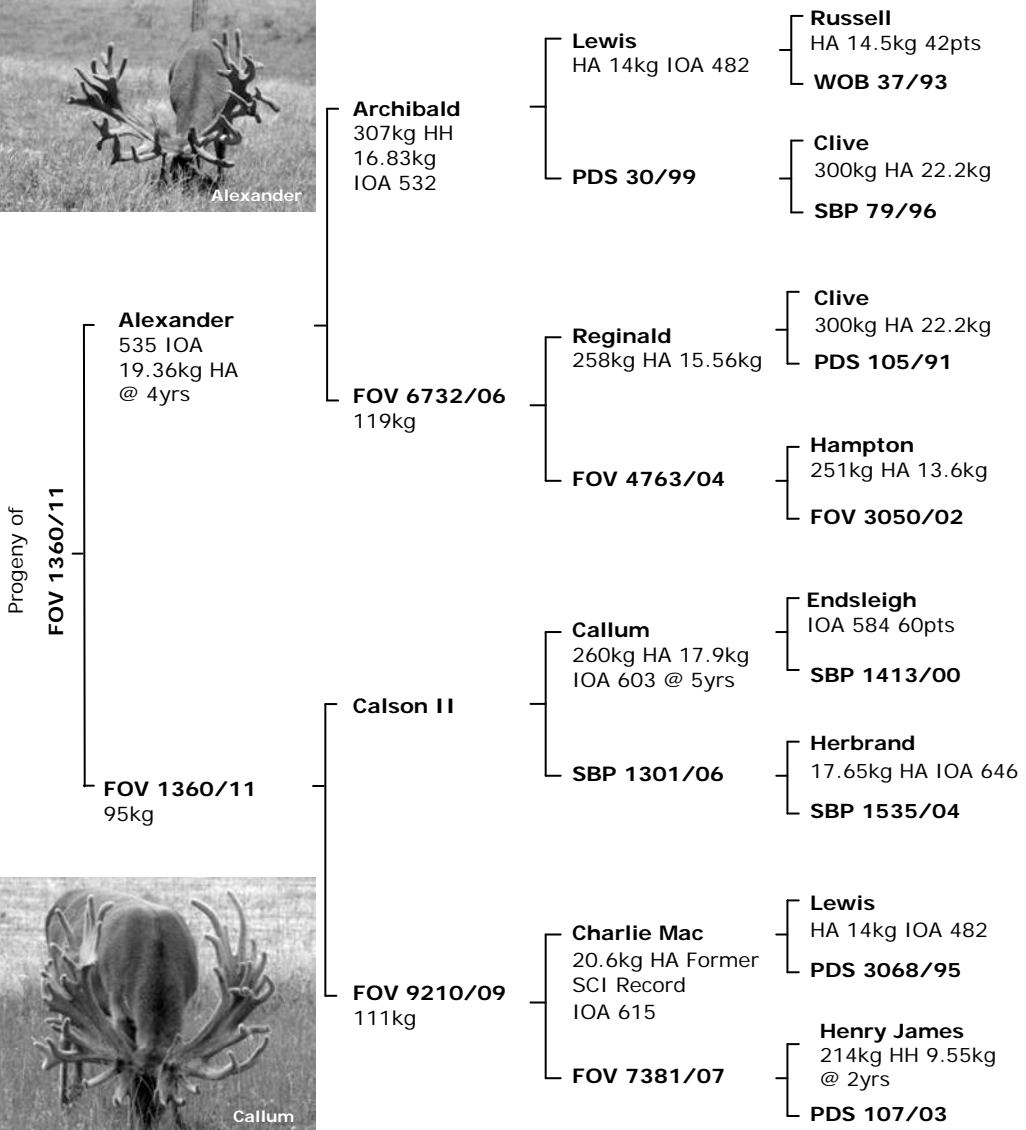 Alexander
Progeny of
FOV 1360/11
Alexander
535 IOA
19.36kg HA
@ 4yrs
Archibald
307kg HH
16.83kg
IOA 532
Lewis
HA 14kg IOA 482
Russell
HA 14.5kg 42pts
WOB 37/93
PDS 30/99
Clive
300kg HA 22.2kg
SBP 79/96
FOV 6732/06
119kg
Reginald
258kg HA 15.56kg
Clive
300kg HA 22.2kg
PDS 105/91
FOV 4763/04
Hampton
251kg HA 13.6kg
FOV 3050/02
FOV 1360/11
95kg
Calson II
Callum
260kg HA 17.9kg
IOA 603 @ 5yrs
Endsleigh
IOA 584 60pts
SBP 1413/00
SBP 1301/06
Herbrand
17.65kg HA IOA 646
SBP 1535/04
FOV 9210/09
111kg
Charlie Mac
20.6kg HA Former
SCI Record
IOA 615
Lewis
HA 14kg IOA 482
PDS 3068/95
FOV 7381/07
Henry James
214kg HH 9.55kg
@ 2yrs
PDS 107/03
Callum